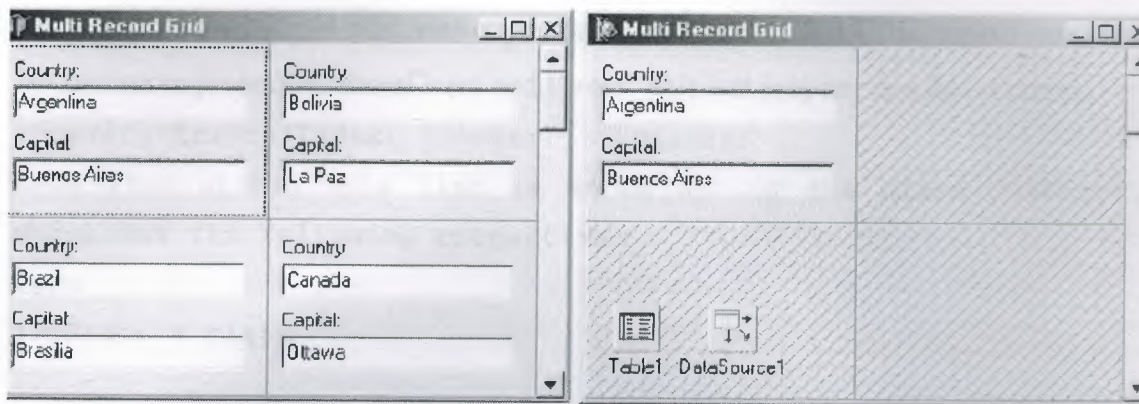 Multi Record Grid
Country:
Argentina
Capital
Buenos Aires
Country
Bolivia
Capital:
La Paz
Country:
Brazil
Capital:
Brasilia
Country
Canada
Capital:
Ottawa
Multi Record Grid
Country:
Argentina
Capital:
Buenos Aires
Table1
DataSource1